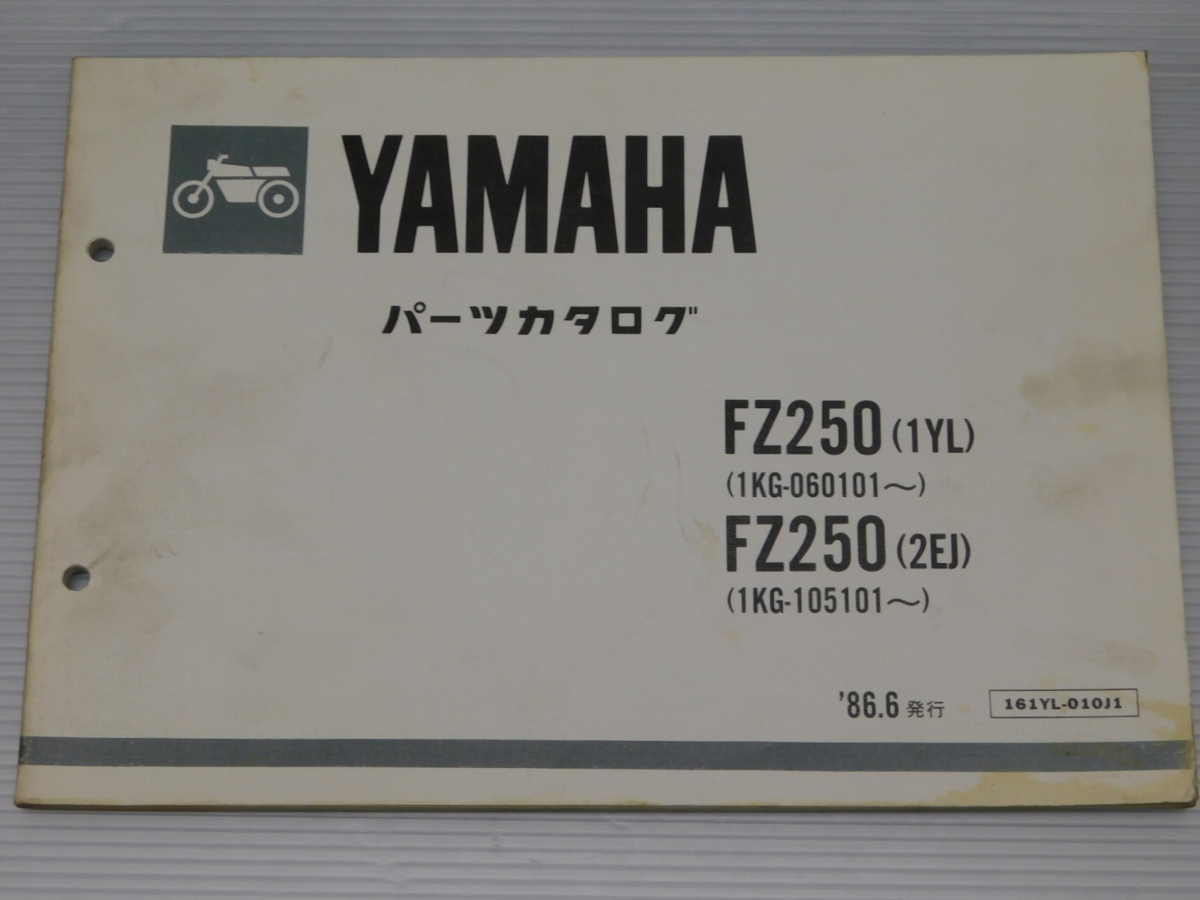 YAMAHA
パーツカタログ
FZ250 (1YL)
(1KG-060101〜)
FZ250 (2EJ)
(1KG-105101〜)
'86.6 発行
161YL-010J1